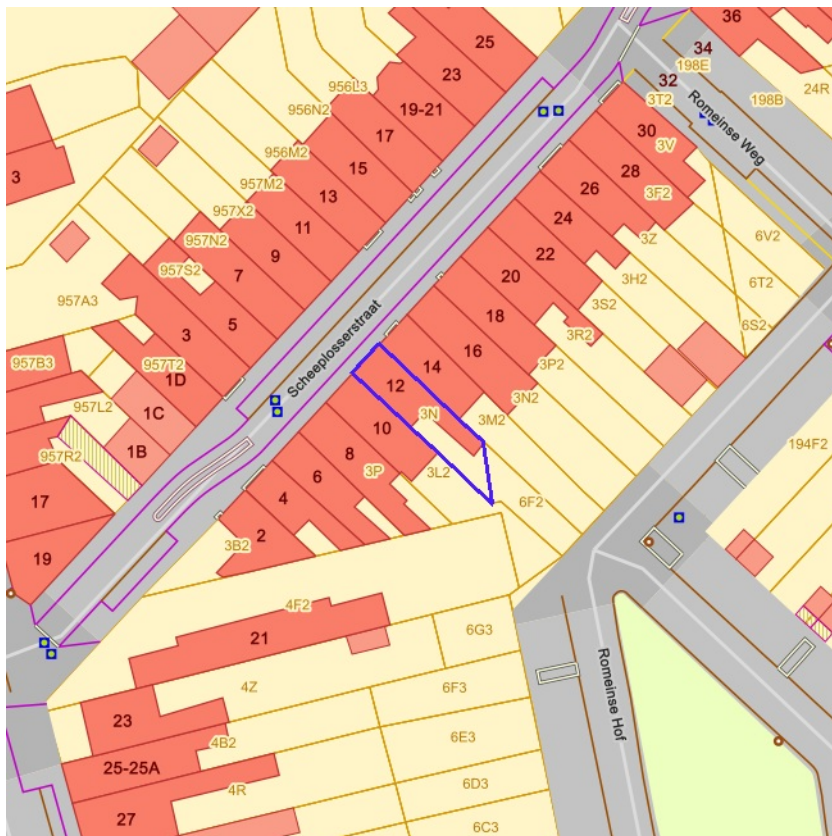 36
25
34
23
198E
32
956L3
24R
19-21
3T2
198B
956N2
Romeinse Weg
17
30
3V
956M2
15
28
3
957M2
26
3F2
13
957X2
24
11
3Z
6V2
957N2
22
9
957S2
7
20
3H2
6T2
957A3
18
3S2
5
6S2
3
3R2
Scheeplosserstraat
16
957B3
957T2
14
3P2
1D
12
3N2
957L2
1C
3N
3M2
10
1B
194F2
957R2
8
3L2
3P
6
17
4
6F2
2
3B2
19
4F2
6G3
21
4Z
6F3
Romeinse Hof
23
6E3
4B2
25-25A
6D3
4R
27
6C3